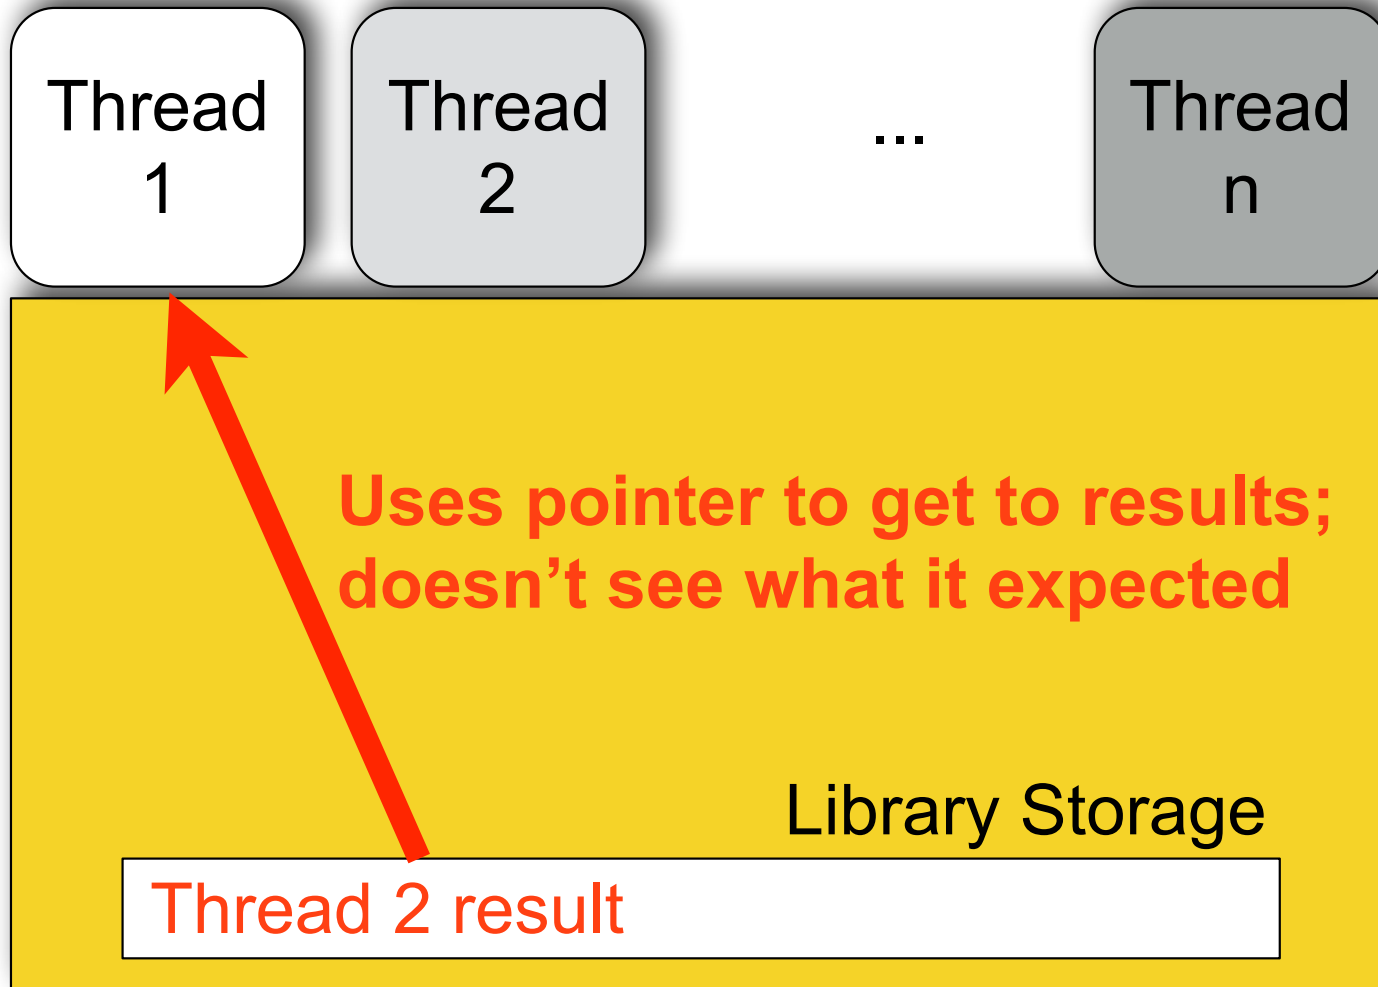 Thread
1
Thread
2
...
Thread
n
Uses pointer to get to results;
doesn’t see what it expected
Library Storage
Thread 2 result